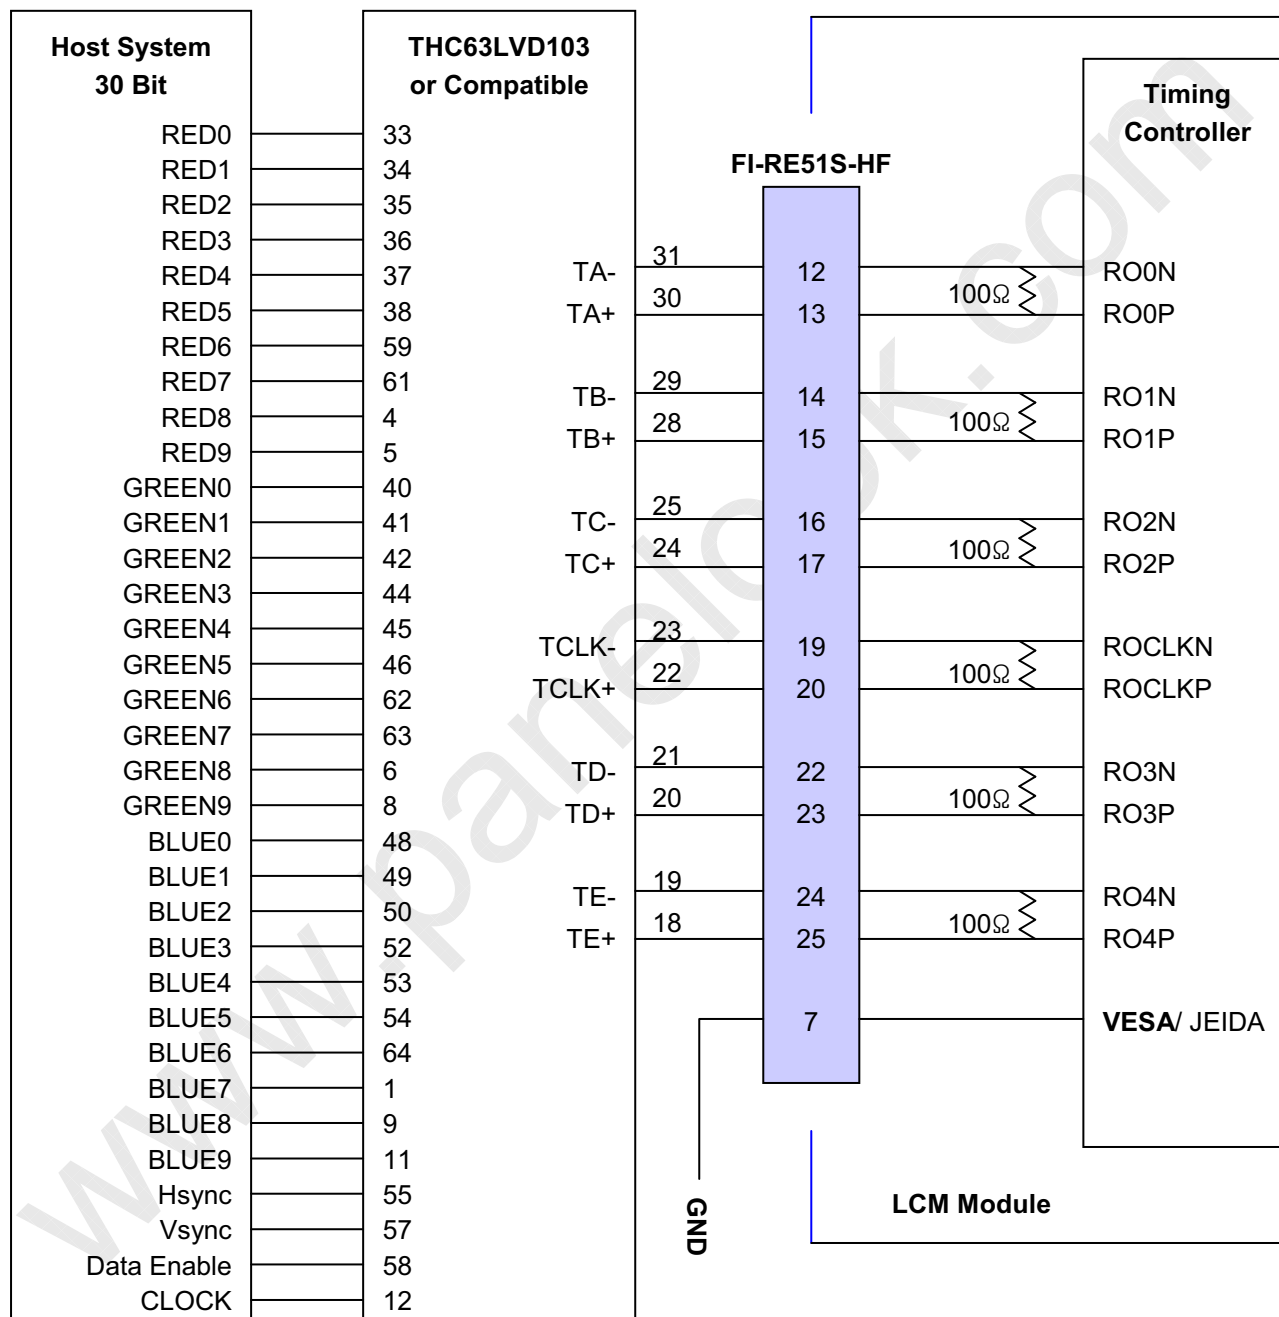 Host System
30 Bit
THC63LVD103
or Compatible
Timing
Controller
FI-RE51S-HF
RED0 33
RED1 34
RED2 35
RED3 36
RED4 37
RED5 38
RED6 59
RED7 61
RED8 4
RED9 5
GREEN0 40
GREEN1 41
GREEN2 42
GREEN3 44
GREEN4 45
GREEN5 46
GREEN6 62
GREEN7 63
GREEN8 6
GREEN9 8
BLUE0 48
BLUE1 49
BLUE2 50
BLUE3 52
BLUE4 53
BLUE5 54
BLUE6 64
BLUE7 1
BLUE8 9
BLUE9 11
Hsync 55
Vsync 57
Data Enable 58
CLOCK 12
TA- 31 12 RO0N
100Ω
TA+ 30 13 RO0P
TB- 29 14 RO1N
100Ω
TB+ 28 15 RO1P
TC- 25 16 RO2N
100Ω
TC+ 24 17 RO2P
TCLK- 23 19 ROCLKN
100Ω
TCLK+ 22 20 ROCLKP
TD- 21 22 RO3N
100Ω
TD+ 20 23 RO3P
TE- 19 24 RO4N
100Ω
TE+ 18 25 RO4P
7 VESA/ JEIDA
GND
LCM Module
www.panelook.com